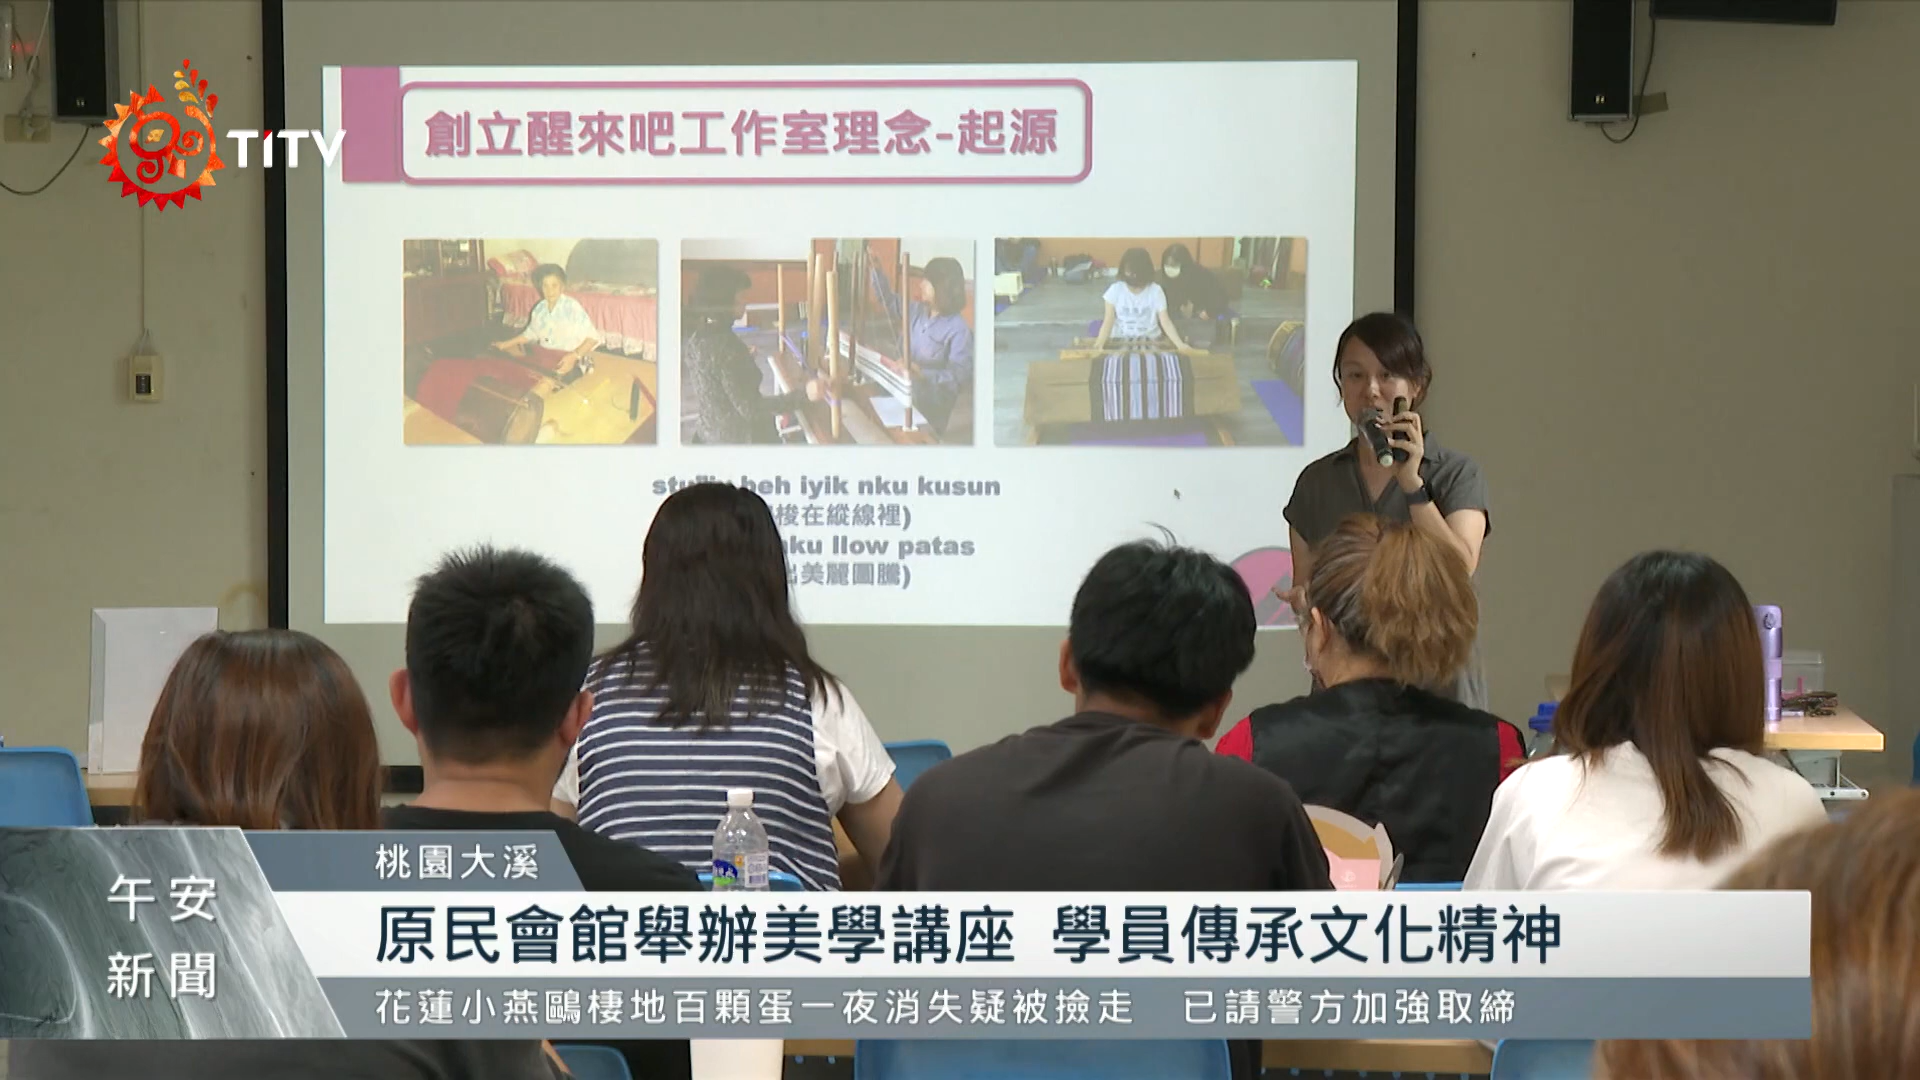 TITV
創立醒來吧工作室理念-起源
beh iyik nku kusun
梭在縱線裡)
nku llow patas
出美麗圖騰)
桃園大溪
午安
新聞
原民會館舉辦美學講座 學員傳承文化精神
花蓮小燕鷗棲地百顆蛋一夜消失疑被撿走 已請警方加強取締